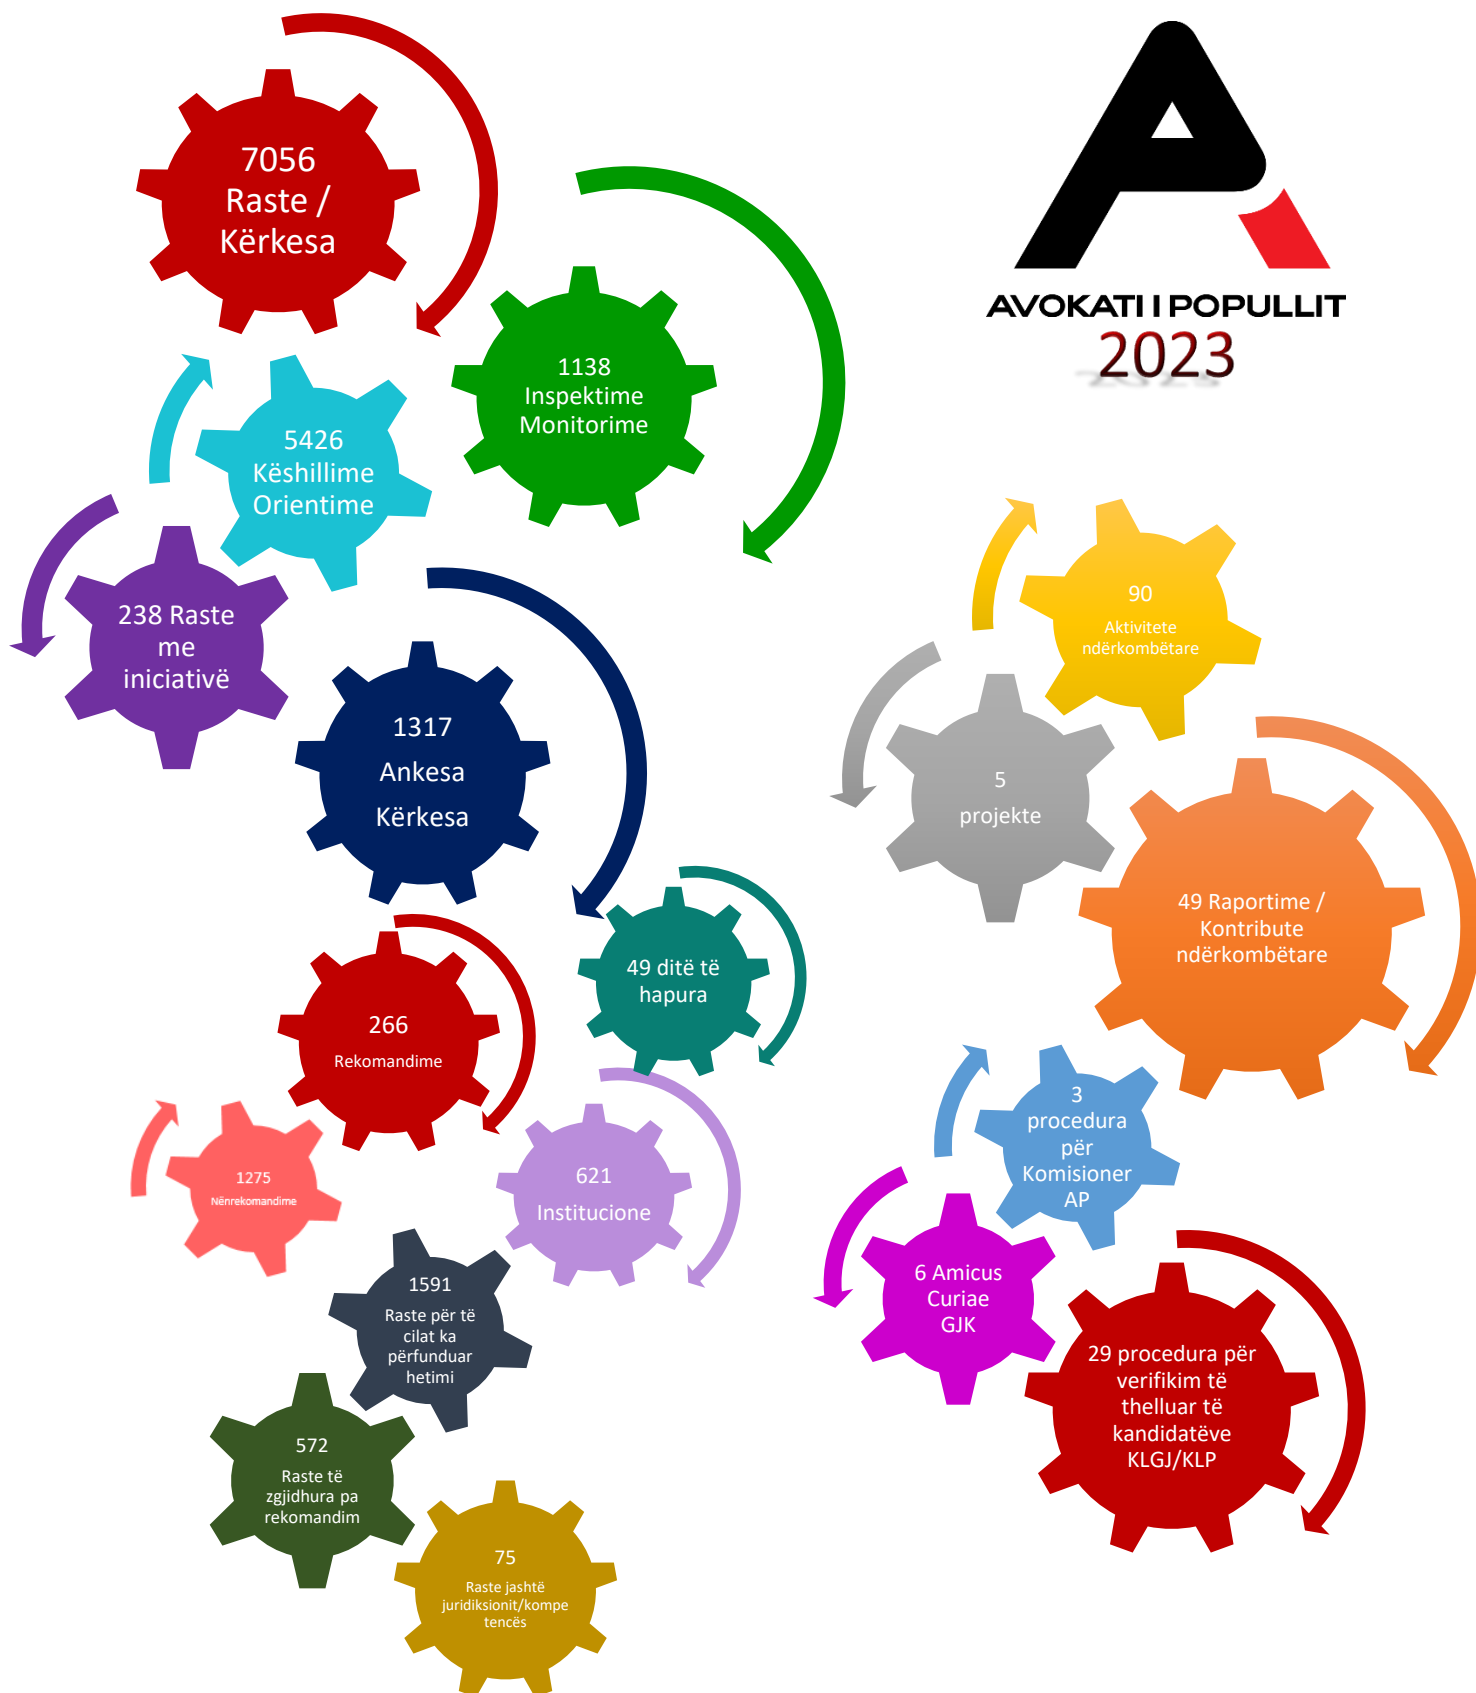 7056
Raste /
Kërkesa
AVOKATI I POPULLIT
2023
1138
Inspektime
Monitorime
5426
Këshillime
Orientime
238 Raste
me
iniciativë
1317
Ankesa
Kërkesa
49 ditë të
hapura
266
Rekomandime
1275
Nënrekomandime
621
Institucione
1591
Raste për të
cilat ka
përfunduar
hetimi
572
Raste të
zgjidhura pa
rekomandim
75
Raste jashtë
juridiksionit/kompe
tencës
90
Aktivitete
ndërkombëtare
5
projekte
49 Raportime /
Kontribute
ndërkombëtare
3
procedura
për
Komisioner
AP
6 Amicus
Curiae
GJK
29 procedura për
verifikim të
thelluar të
kandidatëve
KLGJ/KLP